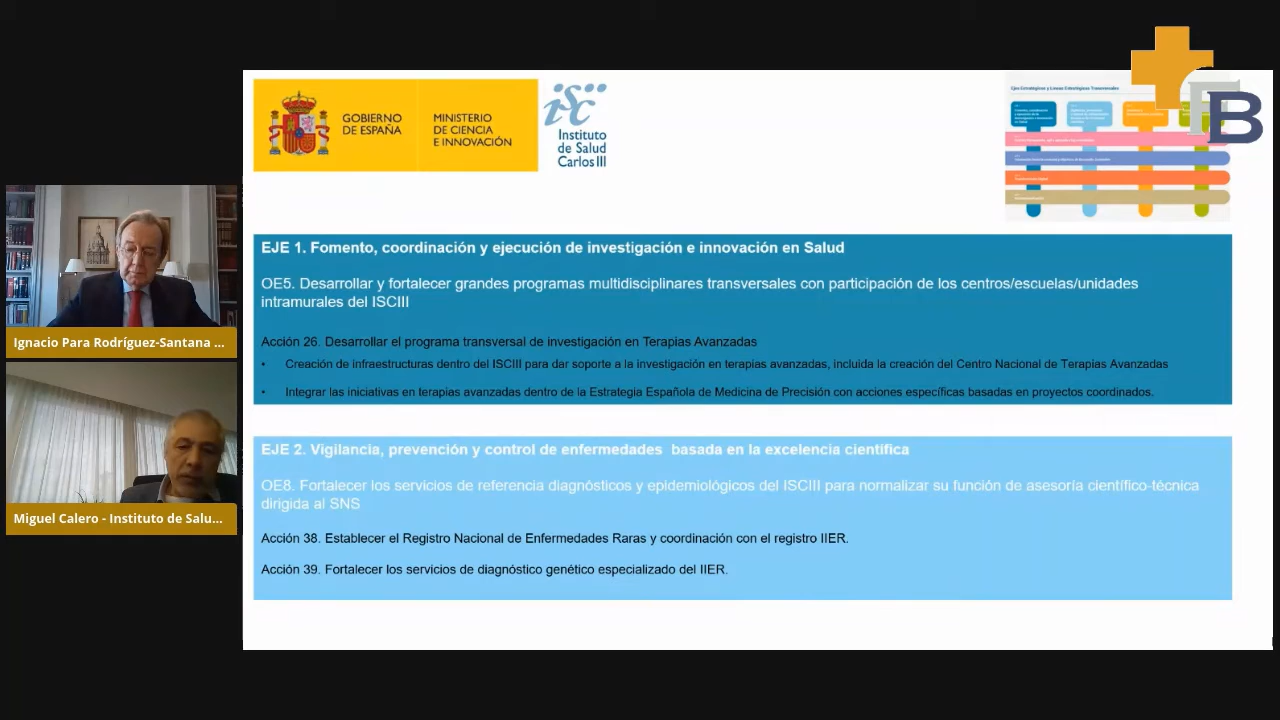 GOBIERNO
DE ESPAÑA
MINISTERIO
DE CIENCIA
E INNOVACIÓN
isc
Instituto
de Salud
Carlos III
Ejes Estratégicos y Líneas Estratégicas Transversales
FB
EJE 1. Fomento, coordinación y ejecución de investigación e innovación en Salud
OE5. Desarrollar y fortalecer grandes programas multidisciplinares transversales con participación de los centros/escuelas/unidades
intramurales del ISCIII
Acción 26. Desarrollar el programa transversal de investigación en Terapias Avanzadas
• Creación de infraestructuras dentro del ISCIII para dar soporte a la investigación en terapias avanzadas, incluida la creación del Centro Nacional de Terapias Avanzadas
• Integrar las iniciativas en terapias avanzadas dentro de la Estrategia Española de Medicina de Precisión con acciones específicas basadas en proyectos coordinados.
EJE 2. Vigilancia, prevención y control de enfermedades basada en la excelencia científica
OE8. Fortalecer los servicios de referencia diagnósticos y epidemiológicos del ISCIII para normalizar su función de asesoría científico-técnica
dirigida al SNS
Acción 38. Establecer el Registro Nacional de Enfermedades Raras y coordinación con el registro IIER.
Acción 39. Fortalecer los servicios de diagnóstico genético especializado del IIER.
Ignacio Para Rodríguez-Santana ...
Miguel Calero - Instituto de Salu...